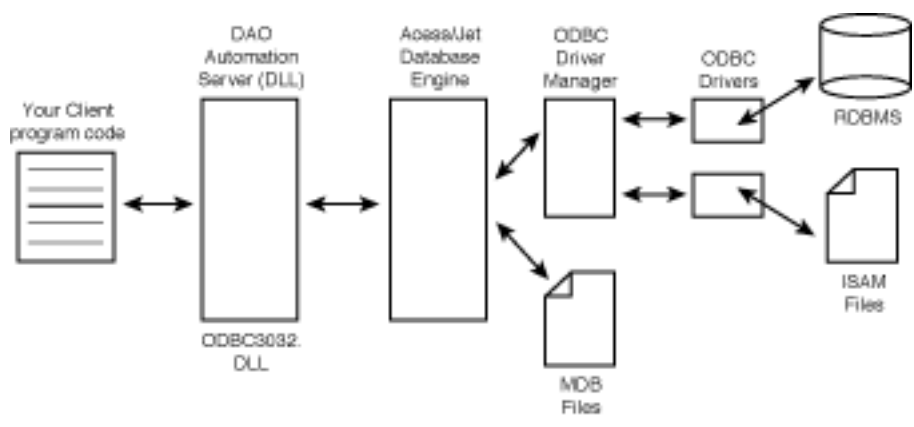 DAO
Automation
Server (DLL)
Acess/Jet
Database
Engine
ODBC
Driver
Manager
ODBC
Drivers
RDBMS
Your Client
program code
ISAM
Files
ODBC3032.
DLL
MDB
Files